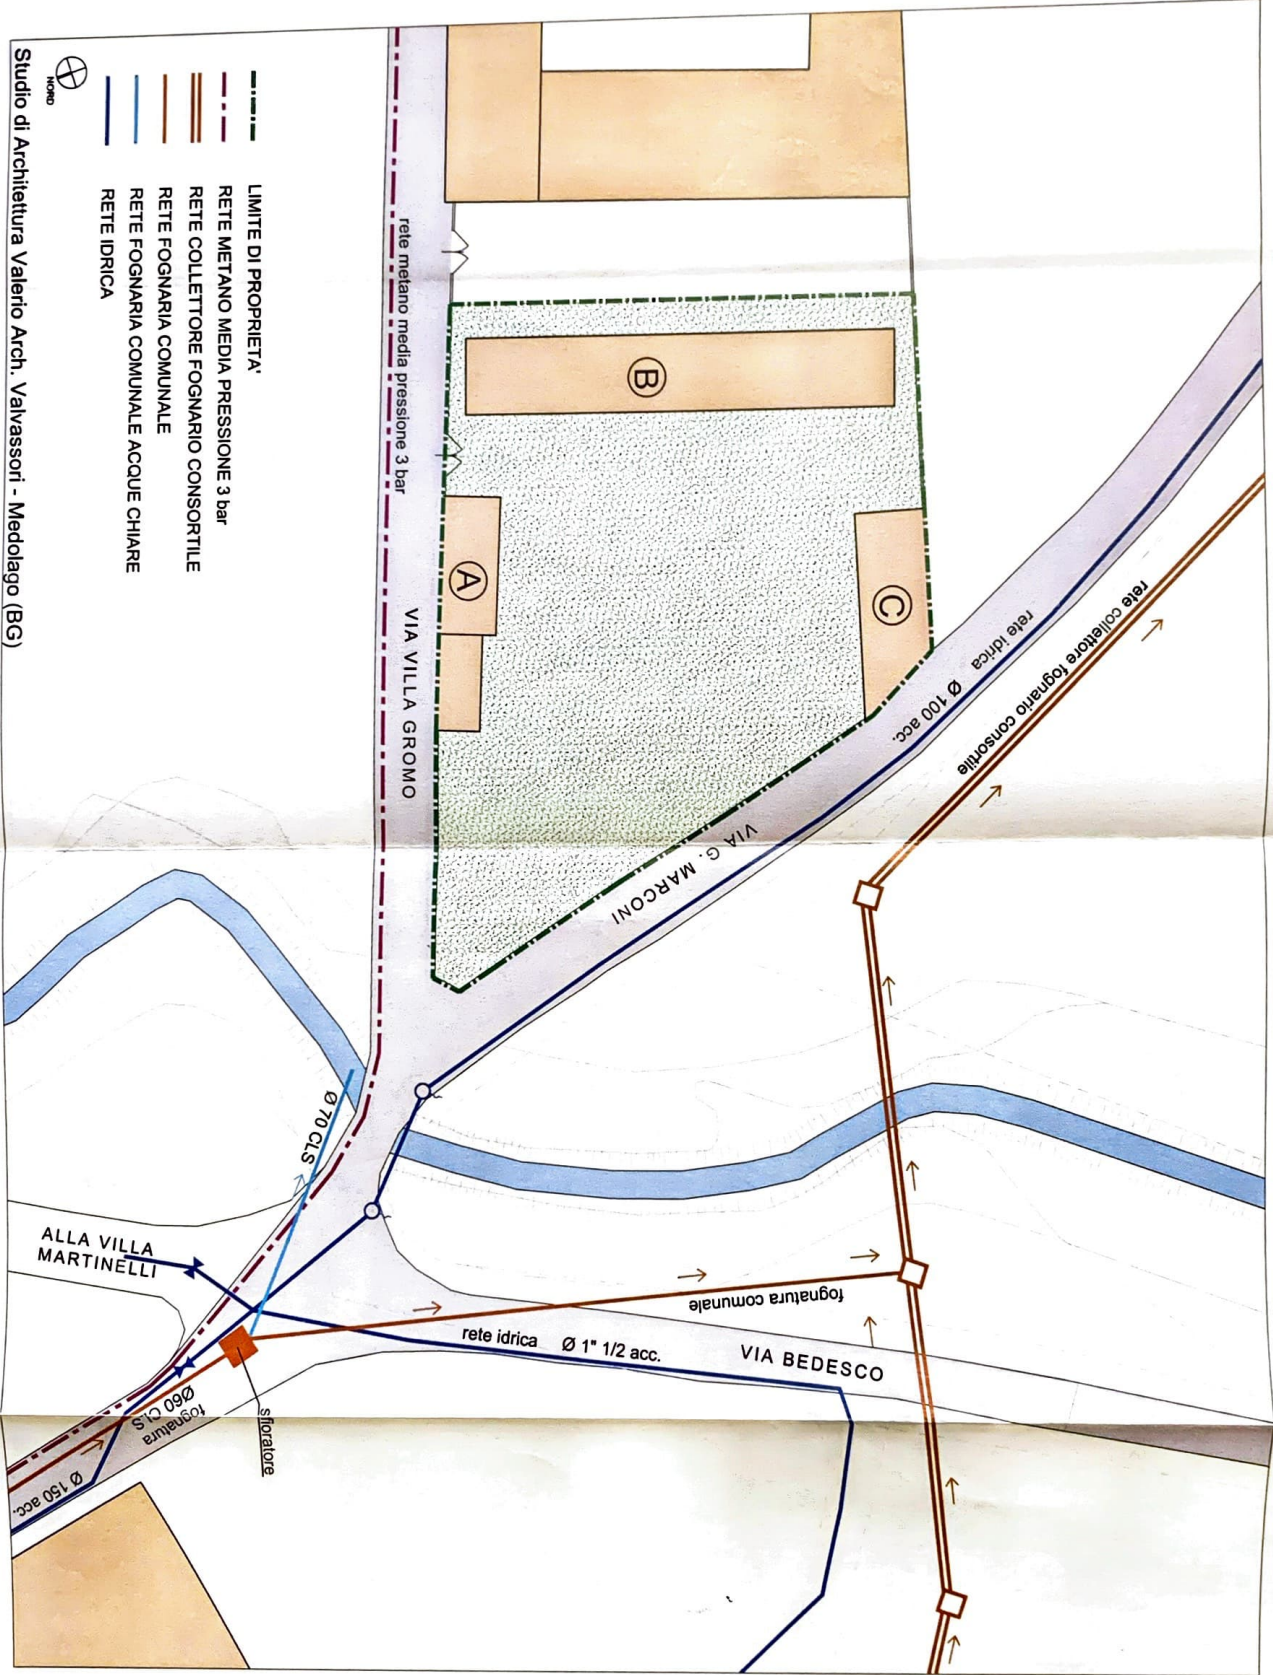 LIMITE DI PROPRIETA'
RETE METANO MEDIA PRESSIONE 3 bar
RETE COLLETTORE FOGNARIO CONSORTILE
RETE FOGNARIA COMUNALE
RETE FOGNARIA COMUNALE ACQUE CHIARE
RETE IDRICA
NORD
Studio di Architettura Valerio Arch. Valvassori - Medolago (BG)
rete metano media pressione 3 bar
B
A
C
VIA VILLA GROMO
rete idrica
Ø 100 acc.
rete collettore fognario consortile
VIA G. MARCONI
Ø 70 CLS
ALLA VILLA
MARTINELLI
fognatura comunale
rete idrica Ø 1" 1/2 acc.
VIA BEDESCO
sfioratore
fognatura
Ø60 CLS
Ø 150 acc.